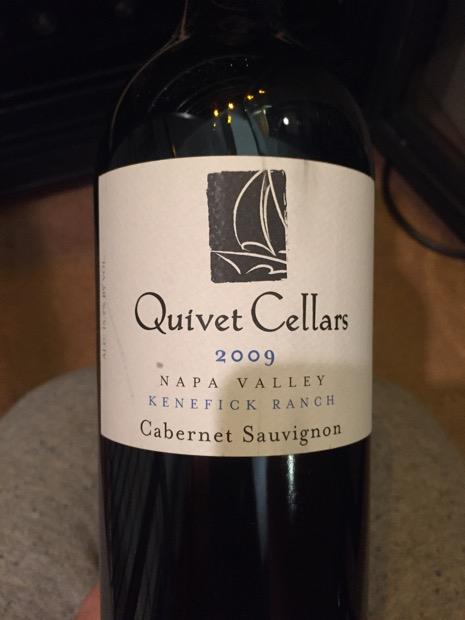 Quivet Cellars
2009
NAPA VALLEY
KENEFICK RANCH
Cabernet Sauvignon